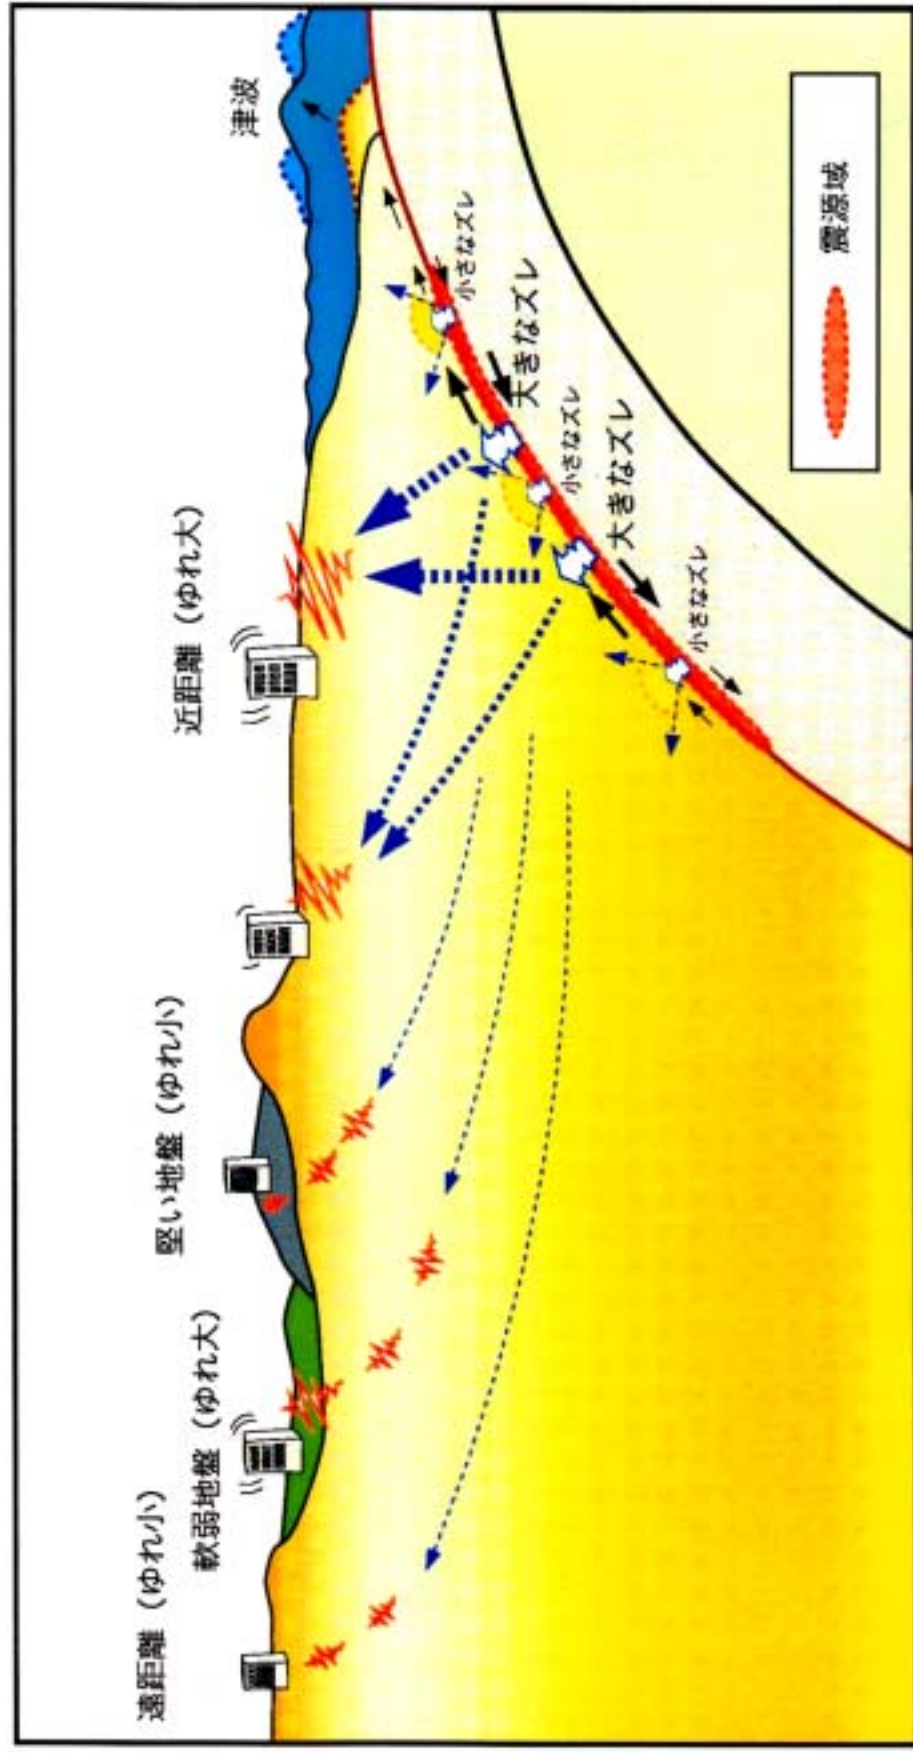 遠距離（ゆれ小）
軟弱地盤（ゆれ大）
堅い地盤（ゆれ小）
近距離（ゆれ大）
津波
小さなズレ
大きなズレ
小さなズレ
大きなズレ
小さなズレ
震源域